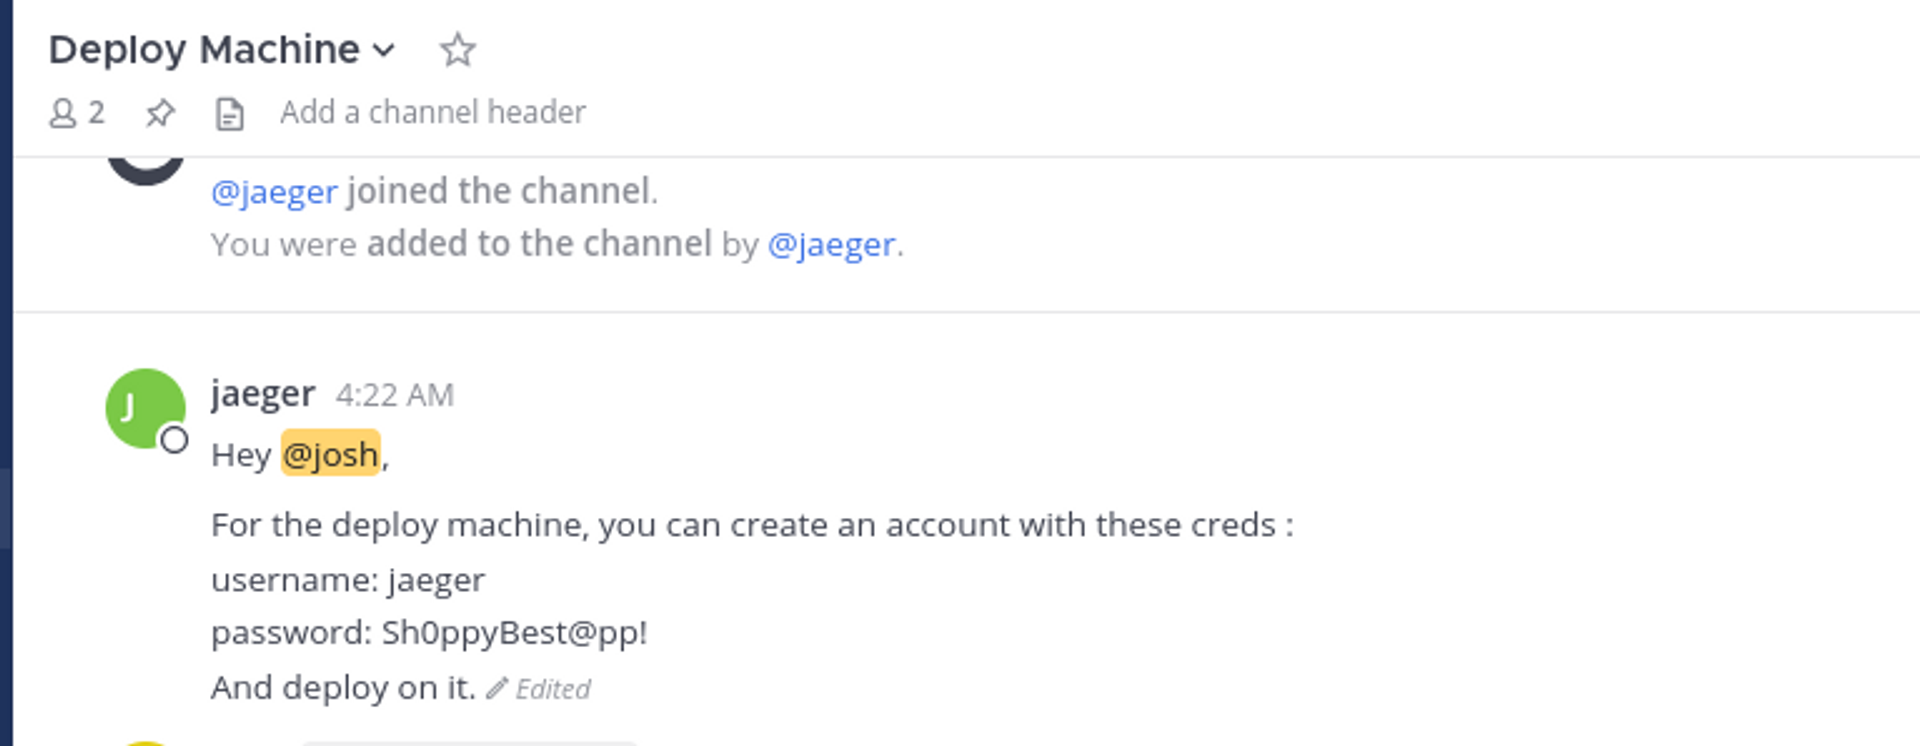 Deploy Machine
2 Add a channel header
@jaeger joined the channel.
You were added to the channel by @jaeger.
J
jaeger 4:22 AM
Hey @josh,
For the deploy machine, you can create an account with these creds :
username: jaeger
password: Sh0ppyBest@pp!
And deploy on it. Edited